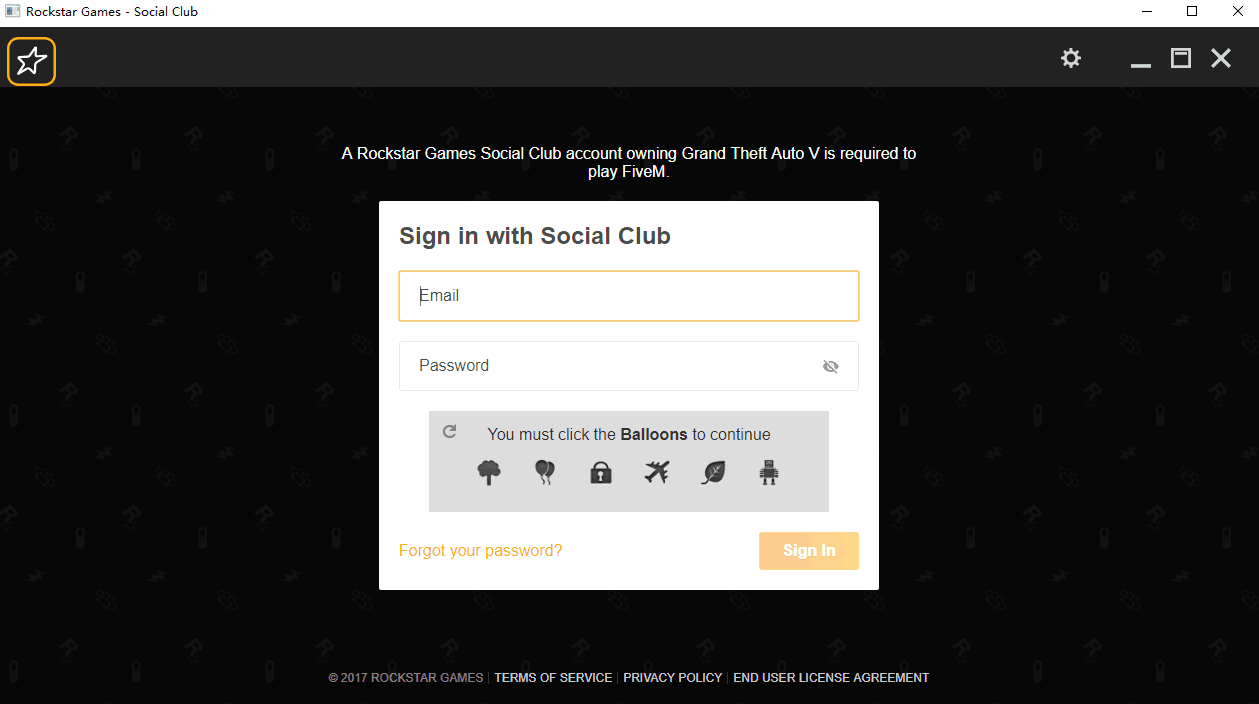 Rockstar Games - Social Club
A Rockstar Games Social Club account owning Grand Theft Auto V is required to
play FiveM.
Sign in with Social Club
Email
Password
You must click the Balloons to continue
Forgot your password?
Sign In
© 2017 ROCKSTAR GAMES | TERMS OF SERVICE | PRIVACY POLICY | END USER LICENSE AGREEMENT